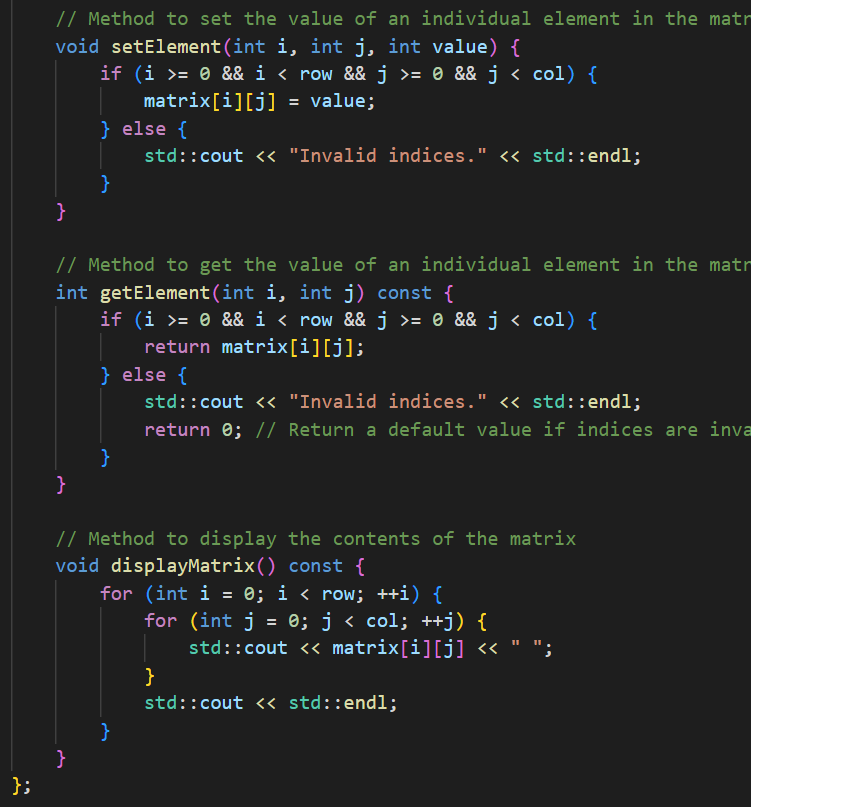 // Method to set the value of an individual element in the matr
void setElement(int i, int j, int value) {
if (i >= 0 && i < row && j >= 0 && j < col) {
matrix[i][j] = value;
} else {
std::cout << "Invalid indices." << std::endl;
}
}
// Method to get the value of an individual element in the matr
int getElement(int i, int j) const {
if (i >= 0 && i < row && j >= 0 && j < col) {
return matrix[i][j];
} else {
std::cout << "Invalid indices." << std::endl;
return 0; // Return a default value if indices are inva
}
}
// Method to display the contents of the matrix
void displayMatrix() const {
for (int i = 0; i < row; ++i) {
for (int j = 0; j < col; ++j) {
std::cout << matrix[i][j] << " ";
}
std::cout << std::endl;
}
}
};